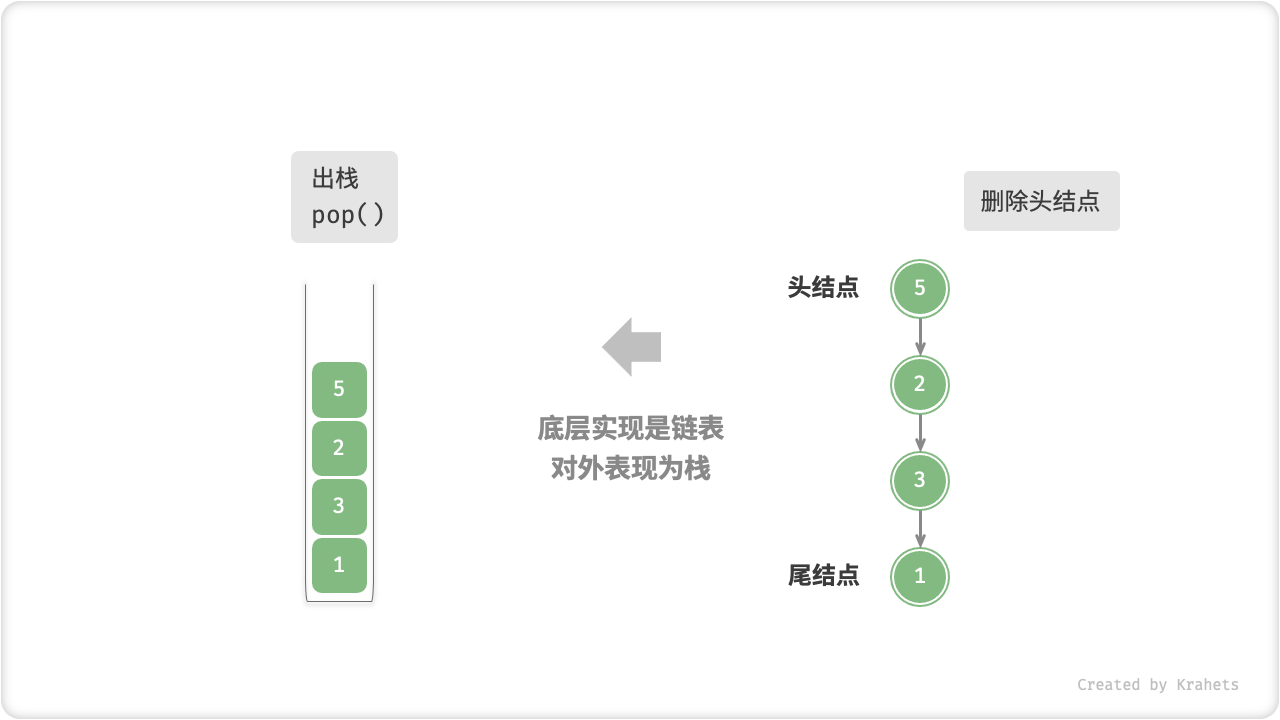 出栈
pop()
5
2
3
1
底层实现是链表
对外表现为栈
删除头结点
头结点
5
2
3
尾结点
1
Created by Krahets